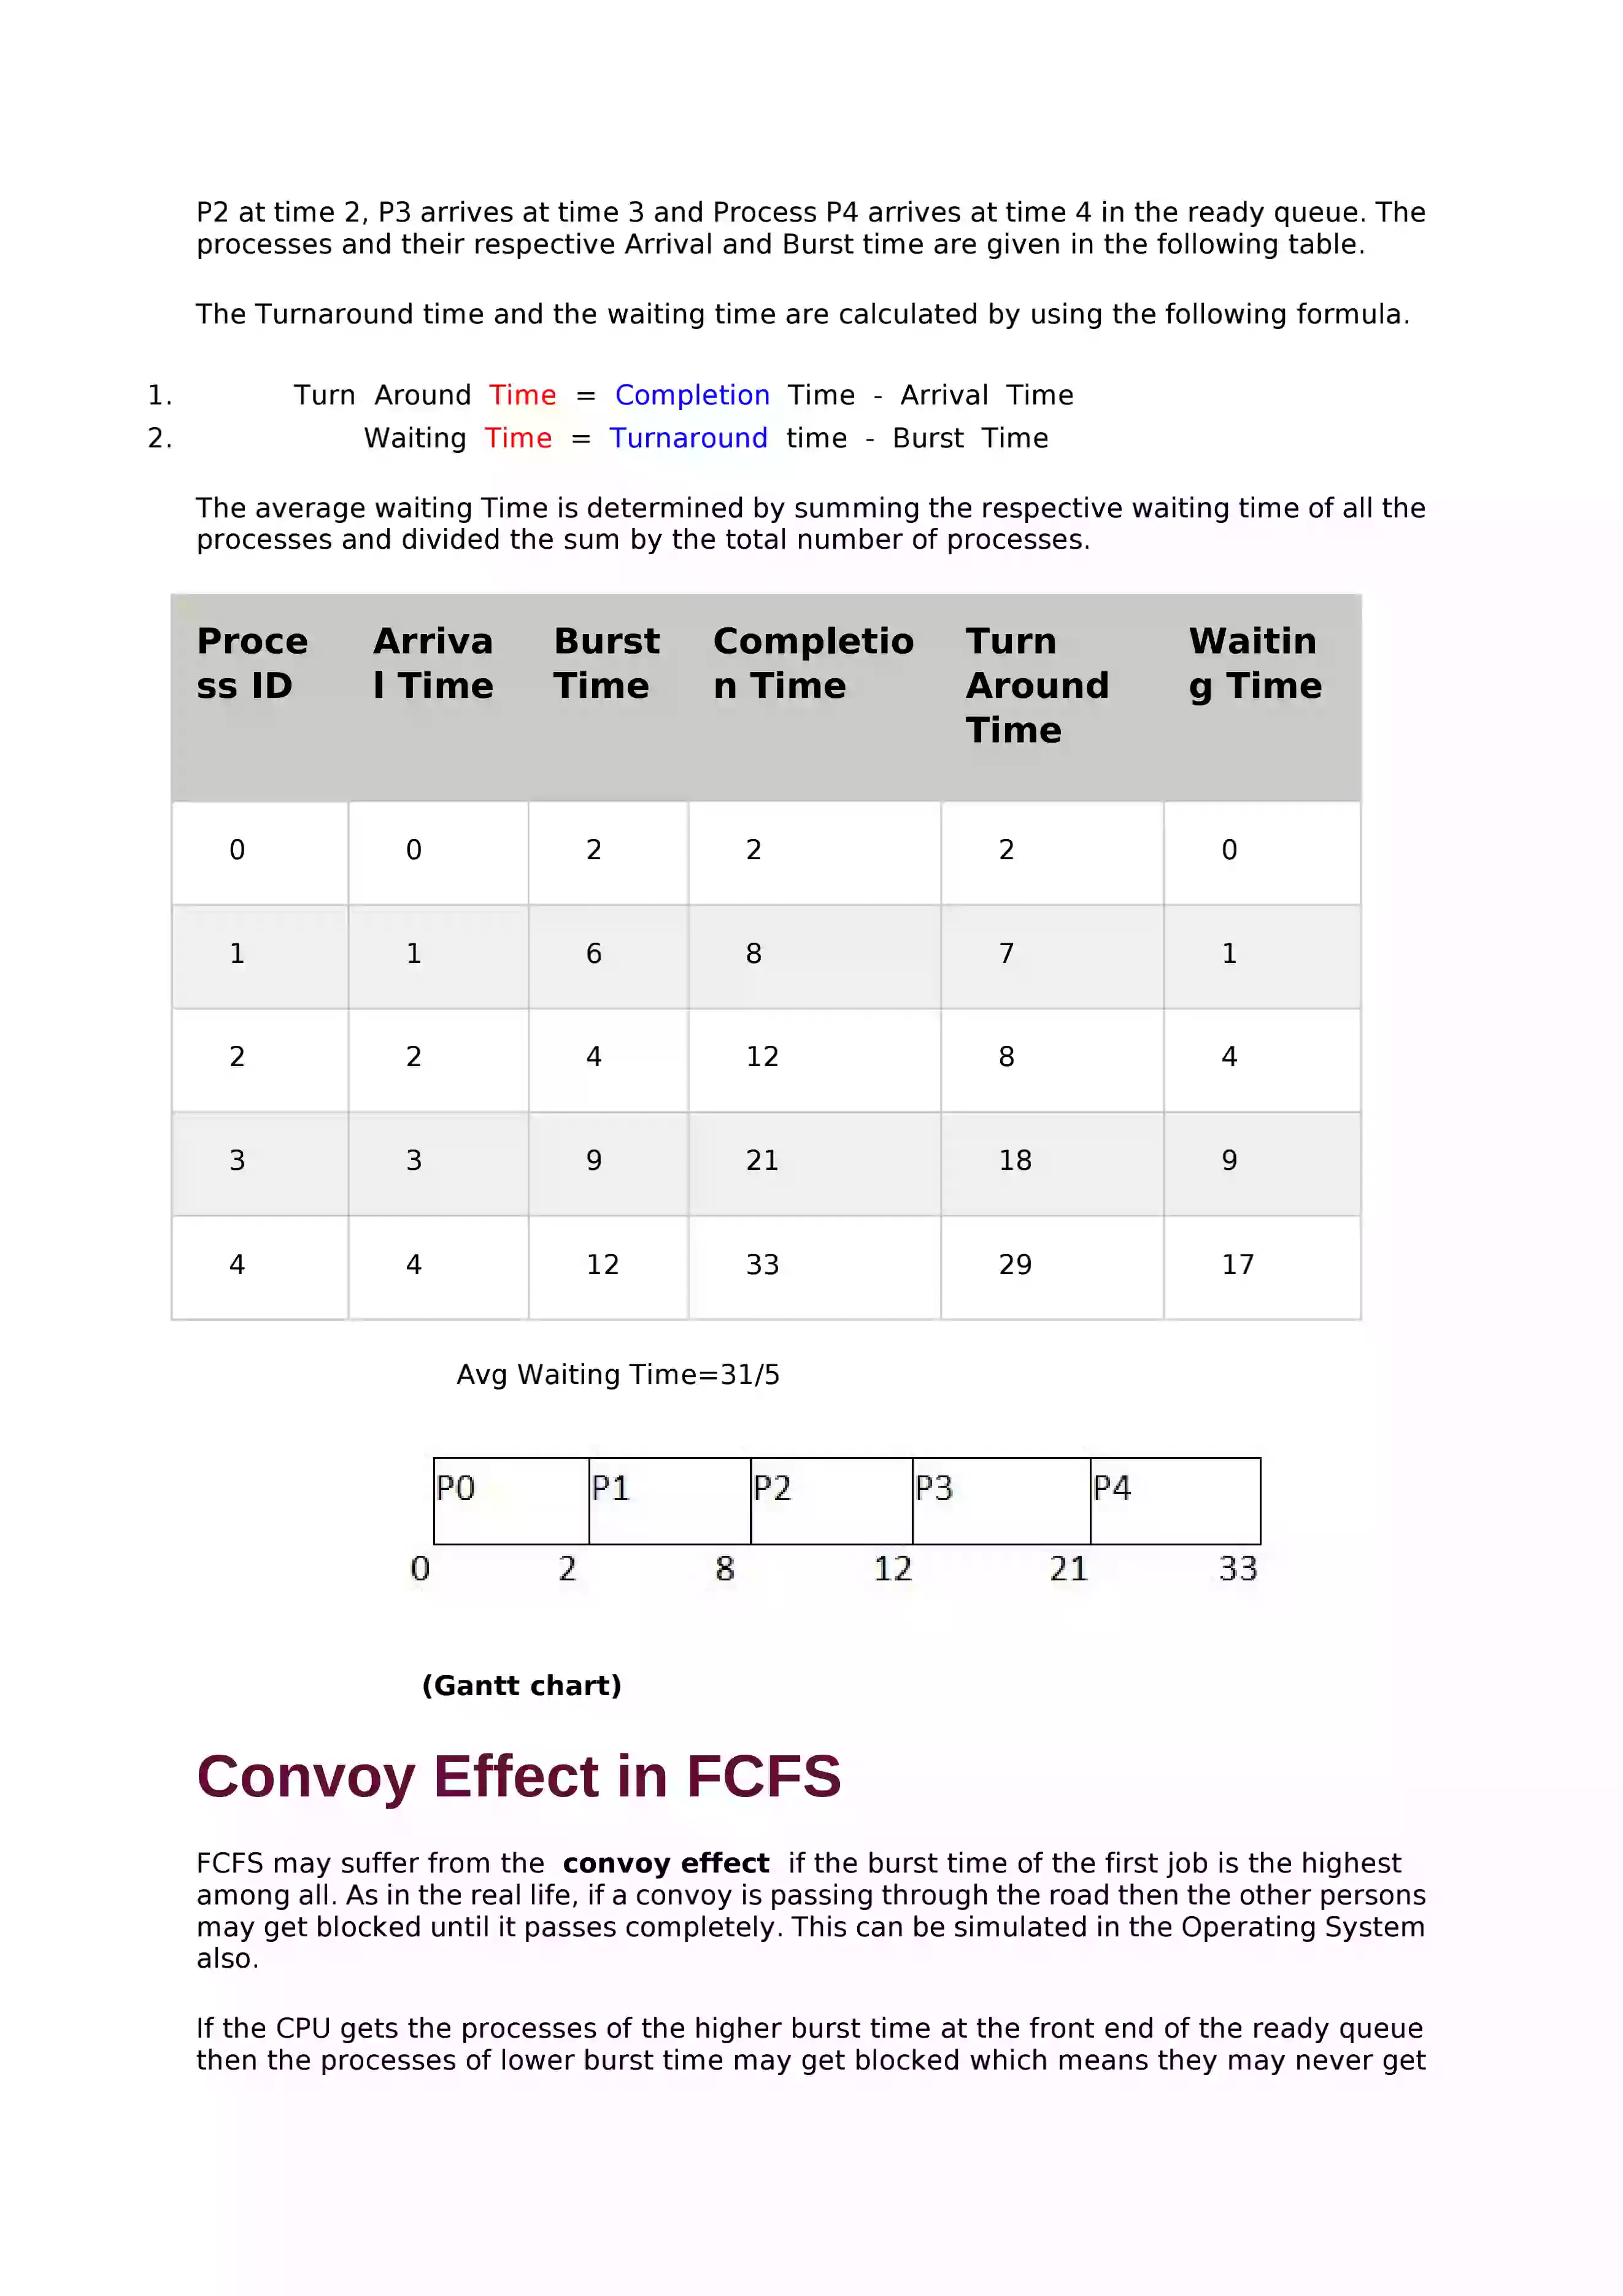 P2 at time 2, P3 arrives at time 3 and Process P4 arrives at time 4 in the ready queue. The
processes and their respective Arrival and Burst time are given in the following table.
The Turnaround time and the waiting time are calculated by using the following formula.
1. Turn Around Time = Completion Time - Arrival Time
2. Waiting Time = Turnaround time - Burst Time
The average waiting Time is determined by summing the respective waiting time of all the
processes and divided the sum by the total number of processes.
Proce Arriva Burst Completio Turn Waitin
ss ID l Time Time n Time Around g Time
Time
0 0 2 2 2 0
1 1 6 8 7 1
2 2 4 12 8 4
3 3 9 21 18 9
4 4 12 33 29 17
Avg Waiting Time=31/5
P0 P1 P2 P3 P4
0 2 8 12 21 33
(Gantt chart)
Convoy Effect in FCFS
FCFS may suffer from the convoy effect if the burst time of the first job is the highest
among all. As in the real life, if a convoy is passing through the road then the other persons
may get blocked until it passes completely. This can be simulated in the Operating System
also.
If the CPU gets the processes of the higher burst time at the front end of the ready queue
then the processes of lower burst time may get blocked which means they may never get